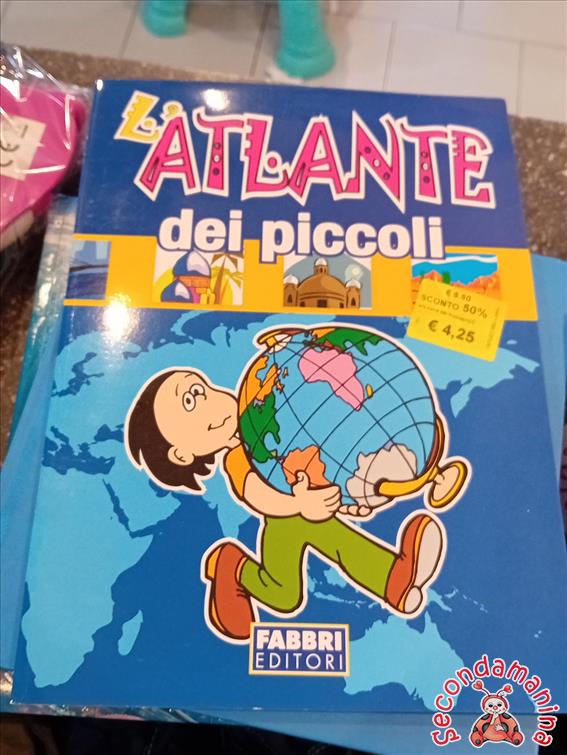 L'ATLANTE
dei piccoli
€ 8.50
SCONTO 50%
€ 4,25
FABBRI
EDITORI
secondamanina